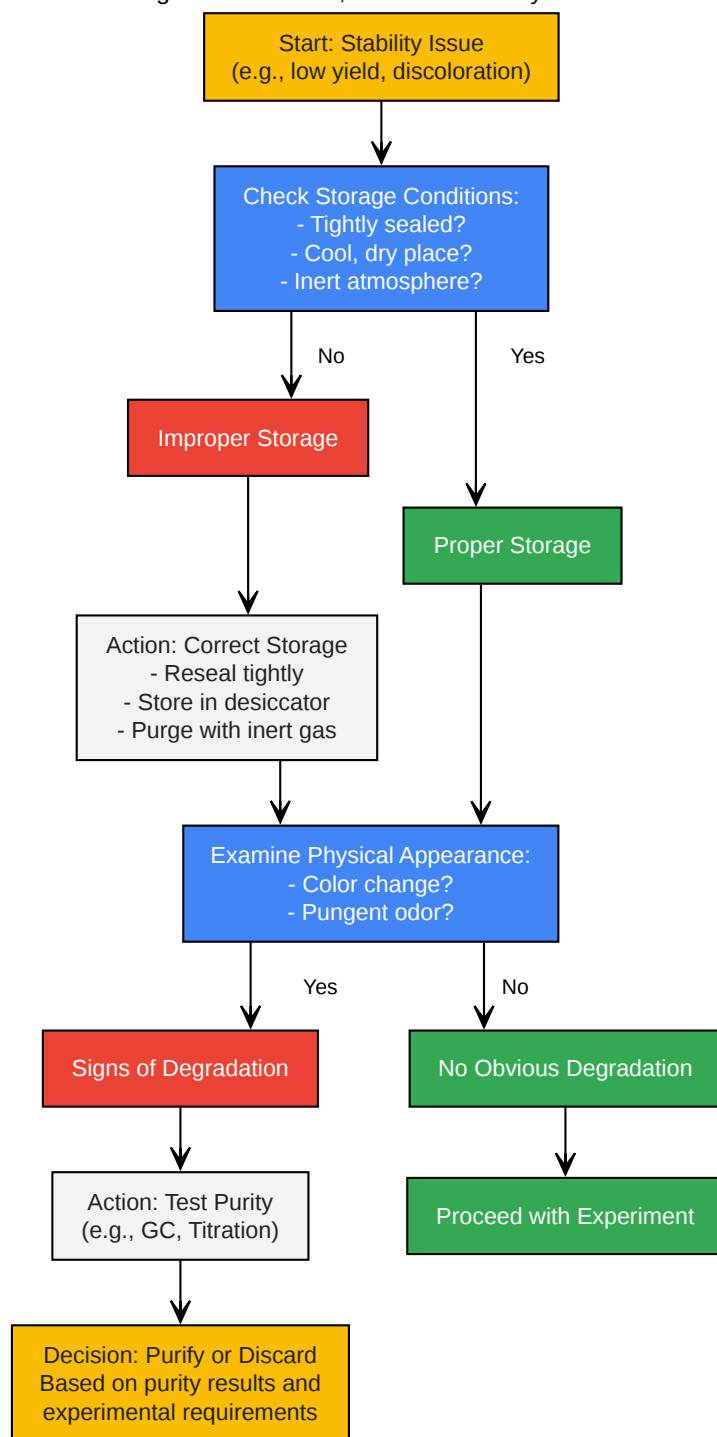 Start: Stability Issue
(e.g., low yield, discoloration)
Check Storage Conditions:
- Tightly sealed?
- Cool, dry place?
- Inert atmosphere?
No
Yes
Improper Storage
Proper Storage
Action: Correct Storage
- Reseal tightly
- Store in desiccator
- Purge with inert gas
Examine Physical Appearance:
- Color change?
- Pungent odor?
Yes
No
Signs of Degradation
No Obvious Degradation
Action: Test Purity
(e.g., GC, Titration)
Proceed with Experiment
Decision: Purify or Discard
Based on purity results and
experimental requirements